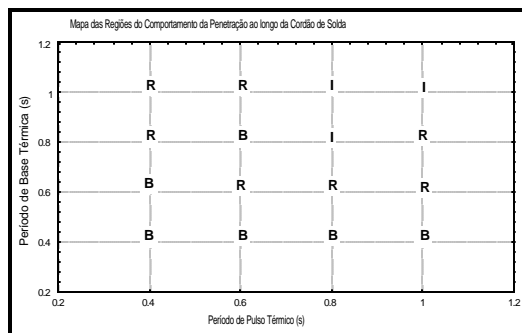 Mapa das Regiões do Comportamento da Penetração ao longo da Cordão de Solda
1.2
R R I I
1
R B I R
0.8
B R R R
0.6
B B B B
0.4
0.2
0.2 0.4 0.6 0.8 1 1.2
Período de Base Térmica (s)
Período de Pulso Térmico (s)